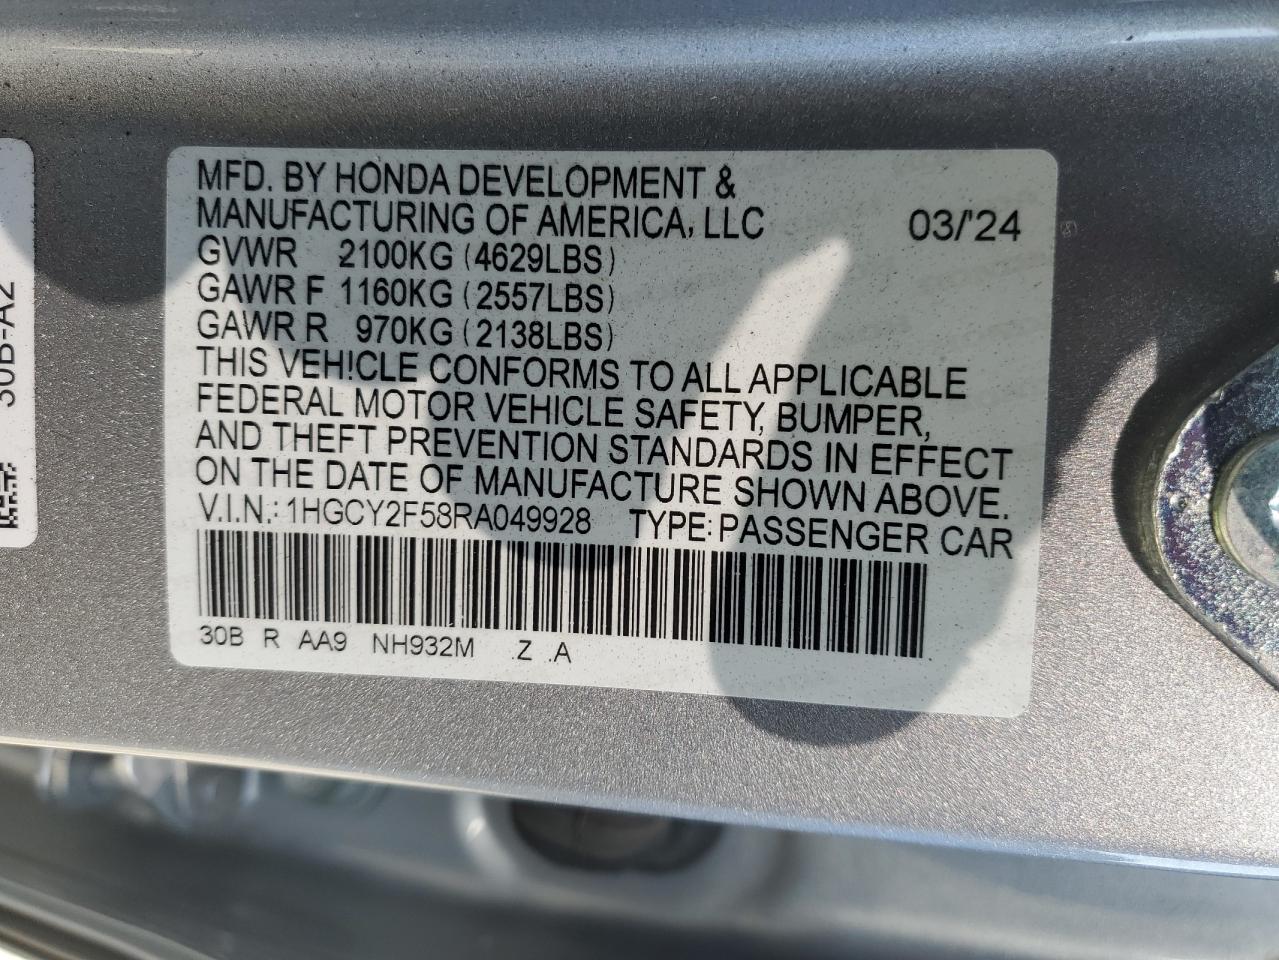 MFD. BY HONDA DEVELOPMENT &
MANUFACTURING OF AMERICA, LLC 03/'24
GVWR 2100KG (4629LBS)
GAWR F 1160KG (2557LBS)
GAWR R 970KG (2138LBS)
THIS VEHICLE CONFORMS TO ALL APPLICABLE
FEDERAL MOTOR VEHICLE SAFETY, BUMPER,
AND THEFT PREVENTION STANDARDS IN EFFECT
ON THE DATE OF MANUFACTURE SHOWN ABOVE.
V.I.N.: 1HGCY2F58RA049928 TYPE: PASSENGER CAR
30B R AA9 NH932M .Z .A
30B-A2